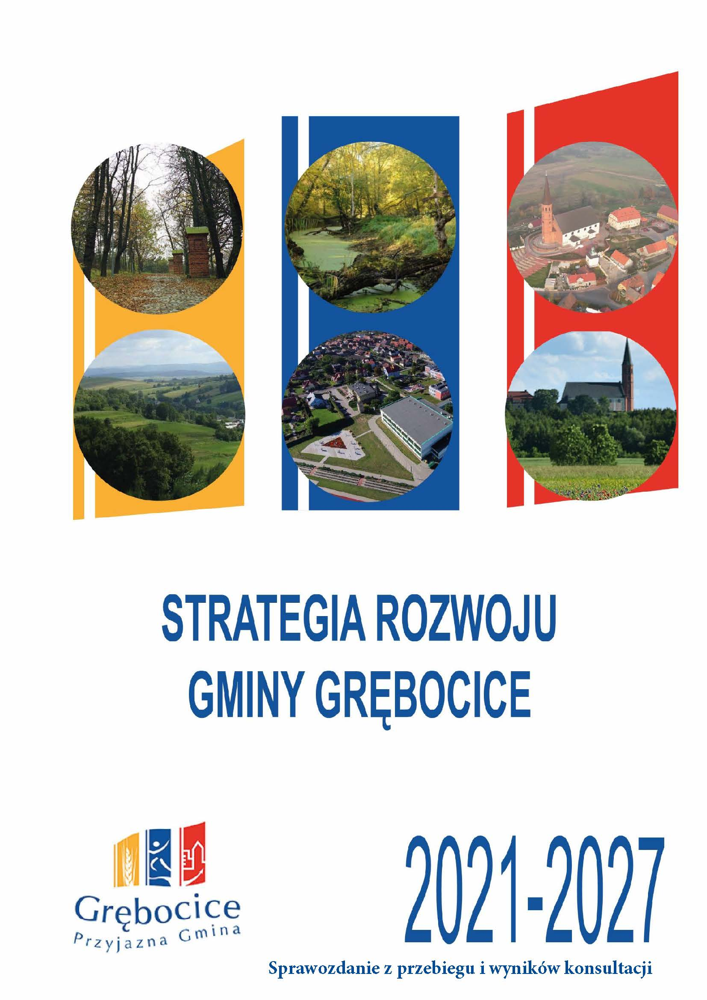 STRATEGIA ROZWOJU
GMINY GRĘBOCICE
Grębocice
Przyjazna Gmina
2021-2027
Sprawozdanie z przebiegu i wyników konsultacji